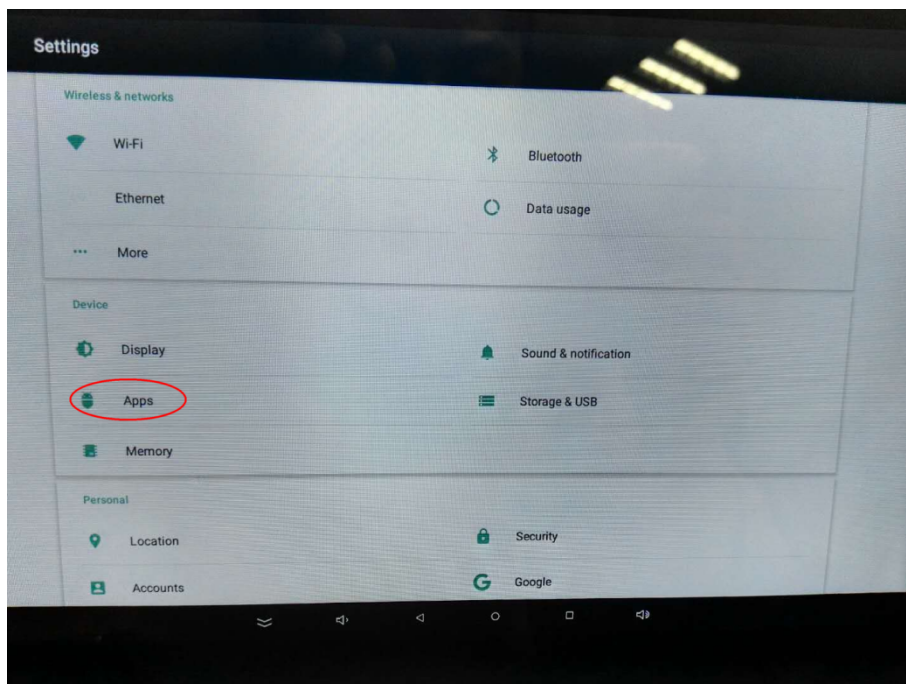 Settings
Wireless & networks
Wi-Fi
Bluetooth
Ethernet
Data usage
More
Device
Display
Sound & notification
Apps
Storage & USB
Memory
Personal
Location
Security
Accounts
Google